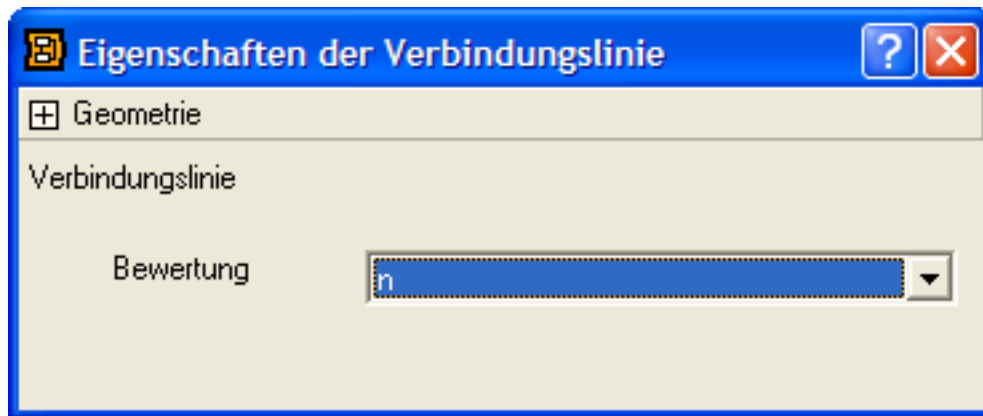 Eigenschaften der Verbindungslinie ?
Geometrie
Verbindungslinie
Bewertung n